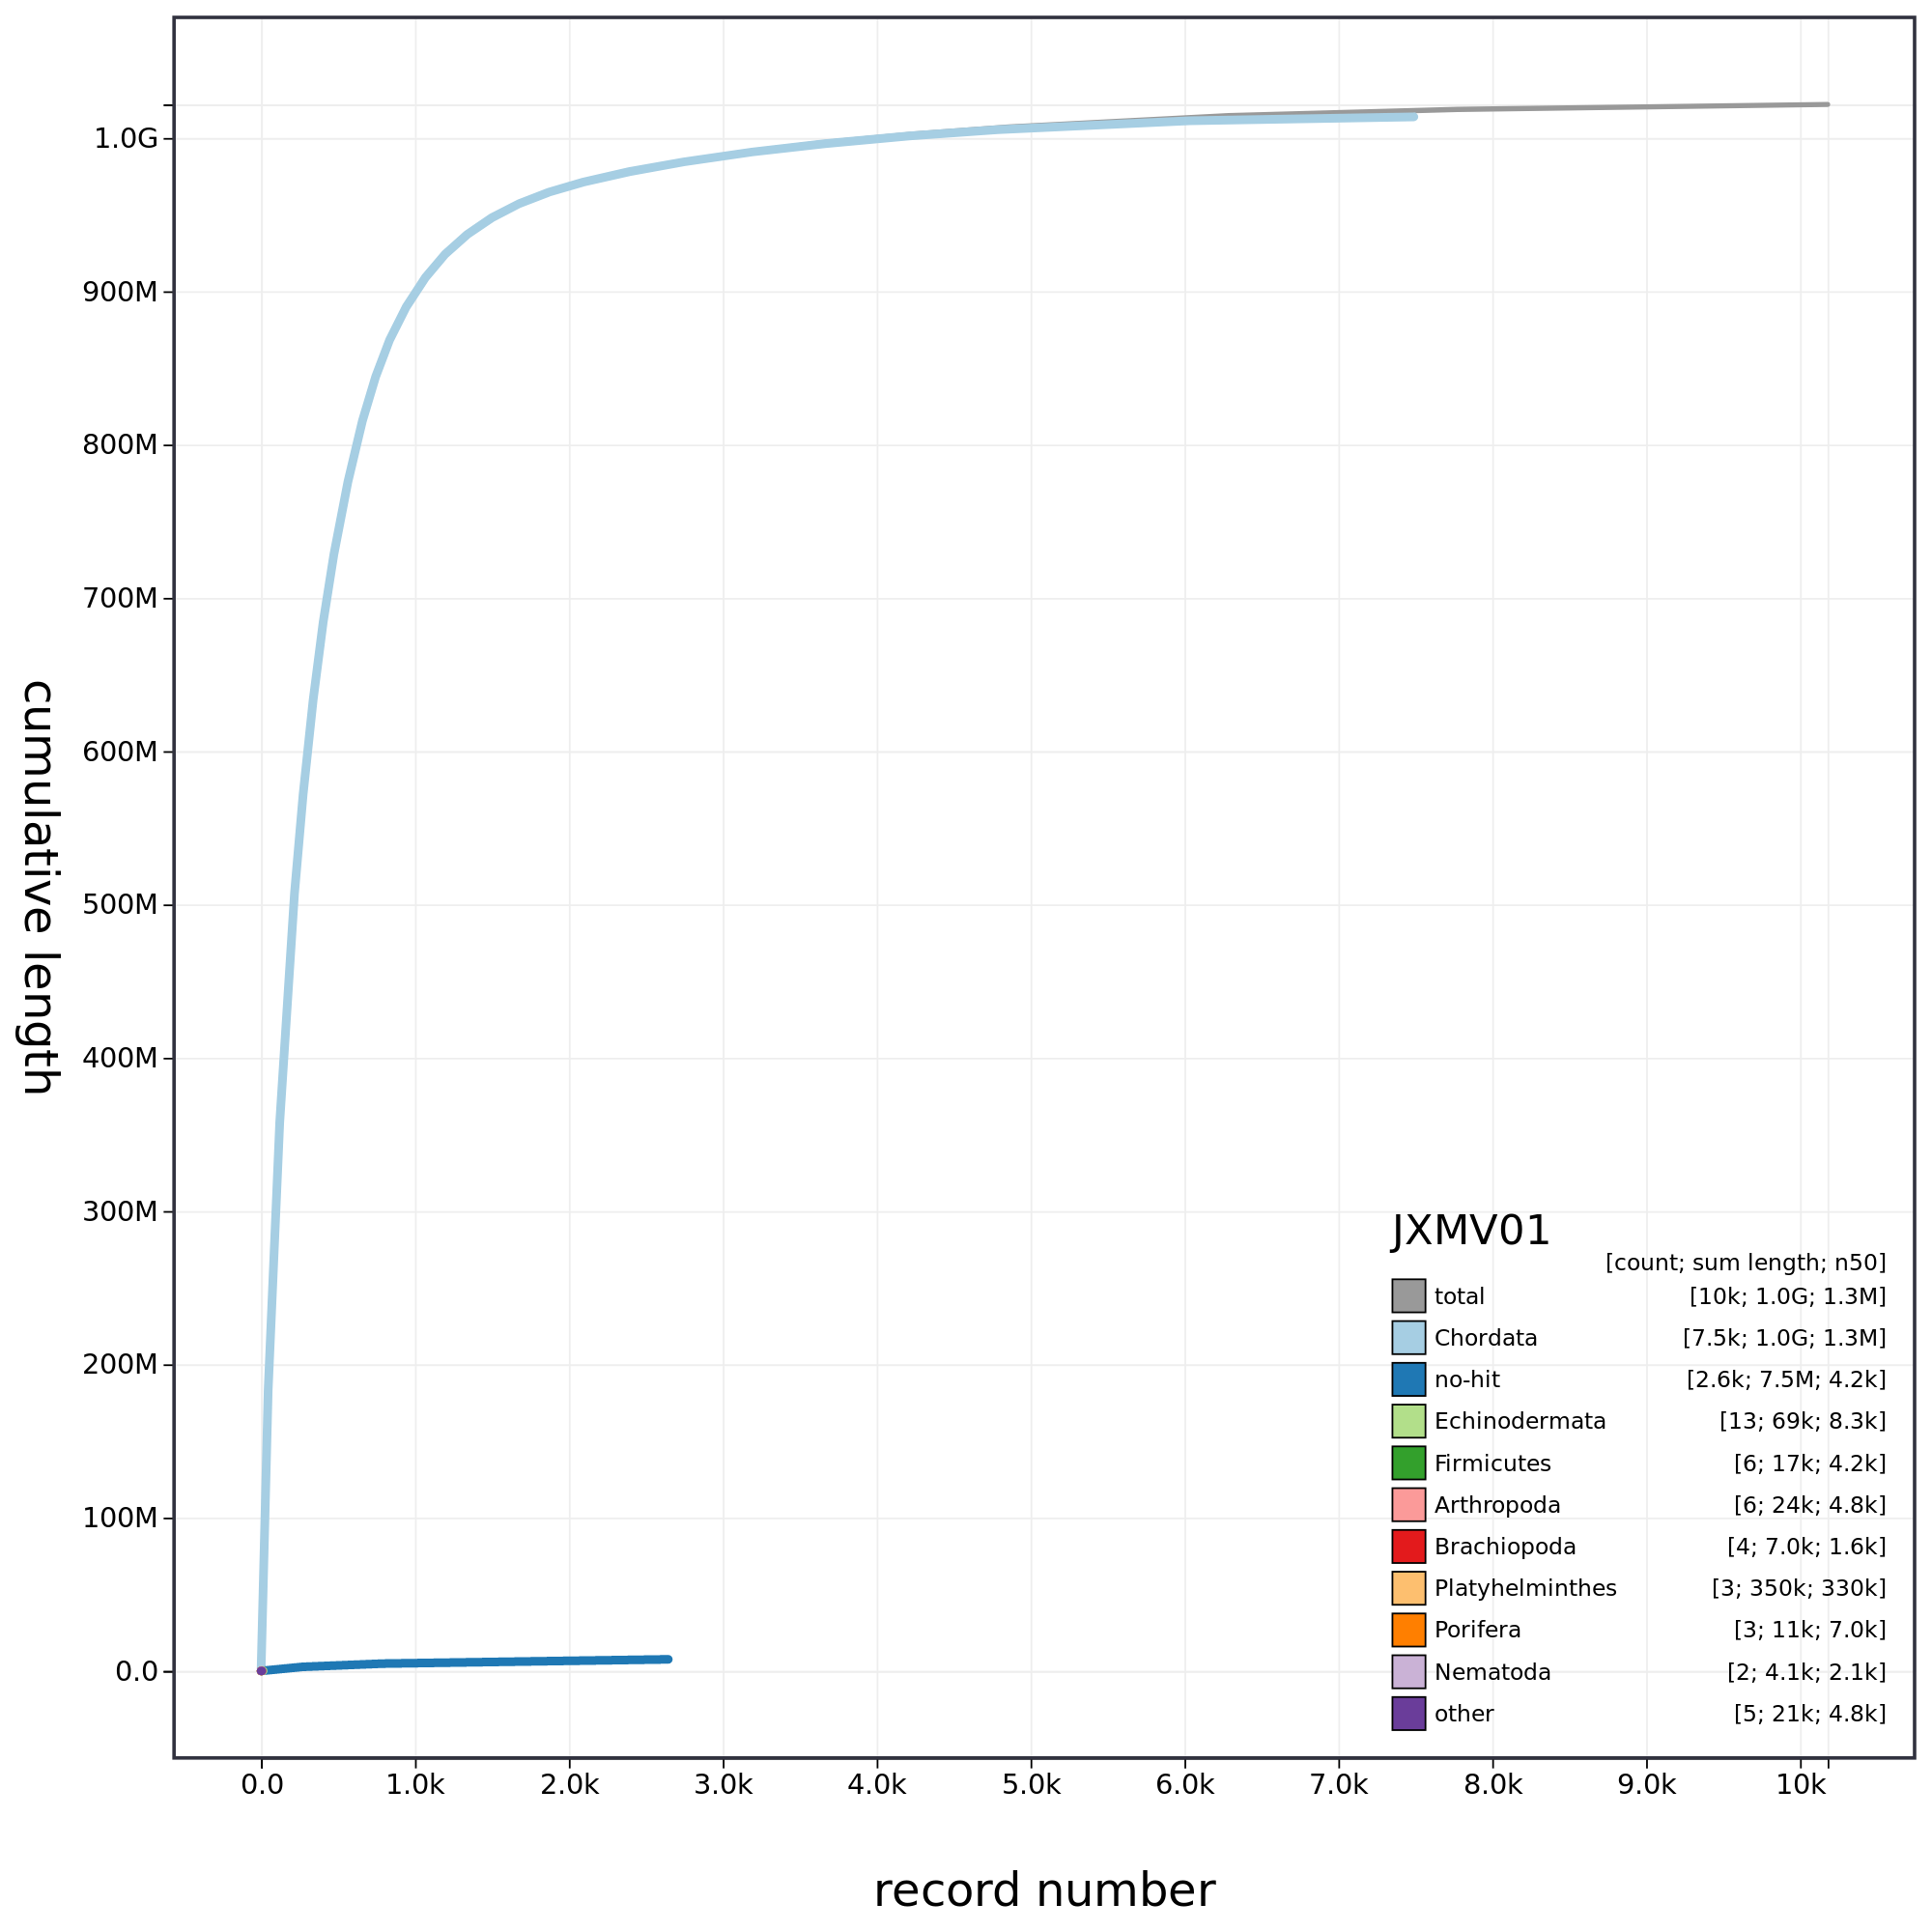 cumulative length
1.0G
900M
800M
700M
600M
500M
400M
300M
200M
100M
0.0
0.0 1.0k 2.0k 3.0k 4.0k 5.0k 6.0k 7.0k 8.0k 9.0k 10k
record number
JXMV01
[count; sum length; n50]
total [10k; 1.0G; 1.3M]
Chordata [7.5k; 1.0G; 1.3M]
no-hit [2.6k; 7.5M; 4.2k]
Echinodermata [13; 69k; 8.3k]
Firmicutes [6; 17k; 4.2k]
Arthropoda [6; 24k; 4.8k]
Brachiopoda [4; 7.0k; 1.6k]
Platyhelminthes [3; 350k; 330k]
Porifera [3; 11k; 7.0k]
Nematoda [2; 4.1k; 2.1k]
other [5; 21k; 4.8k]